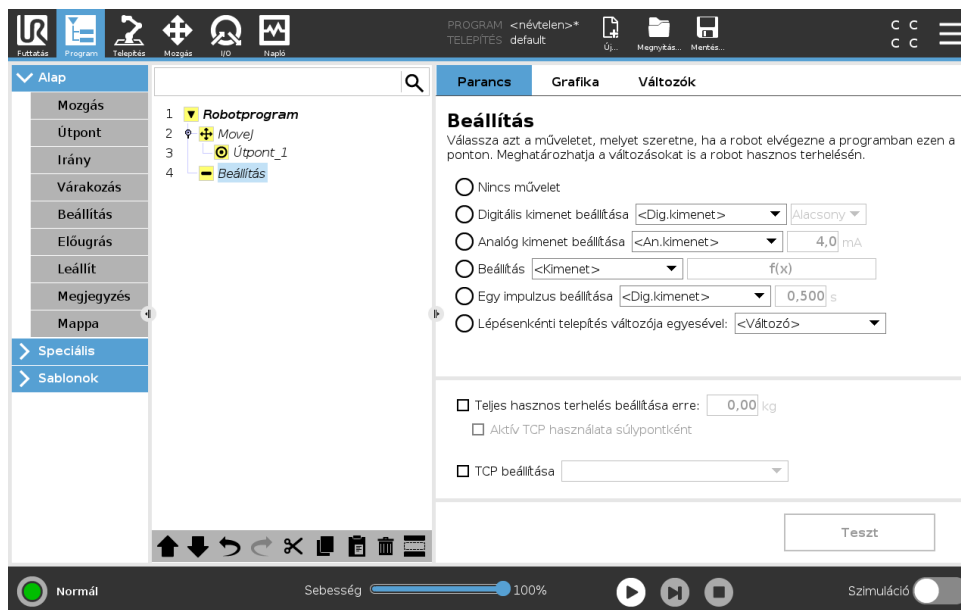 PROGRAM <névtelen>*
TELEPÍTÉS default
Futtatás Program Telepítés Mozgás I/O Napló Új... Megnyitás... Mentés...
C C
C C
Alap
Mozgás
Útpont
Irány
Várakozás
Beállítás
Előugrás
Leállít
Megjegyzés
Mappa
Speciális
Sablonok
1 Robotprogram
2 MoveJ
3 Útpont_1
4 Beállítás
Parancs Grafika Változók
Beállítás
Válassza azt a műveletet, melyet szeretne, ha a robot elvégezne a programban ezen a
ponton. Meghatározhatja a változásokat is a robot hasznos terhelésén.
Nincs művelet
Digitális kimenet beállítása <Dig.kimenet> Alacsony
Analóg kimenet beállítása <An.kimenet> 4,0 mA
Beállítás <Kimenet> f(x)
Egy impulzus beállítása <Dig.kimenet> 0,500 s
Lépésenkénti telepítés változója egyesével: <Változó>
Teljes hasznos terhelés beállítása erre: 0,00 kg
Aktív TCP használata súlypontként
TCP beállítása
Teszt
Normál Sebesség 100% Szimuláció